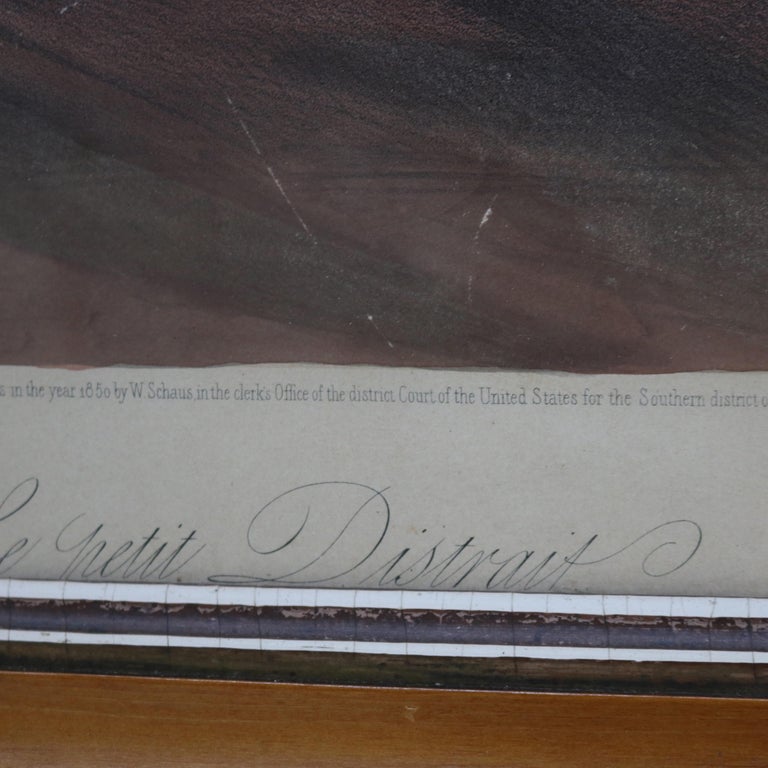 s in the year 1850 by W Schaus, in the clerk's Office of the district Court of the United States for the Southern district o
Le petit Distrait